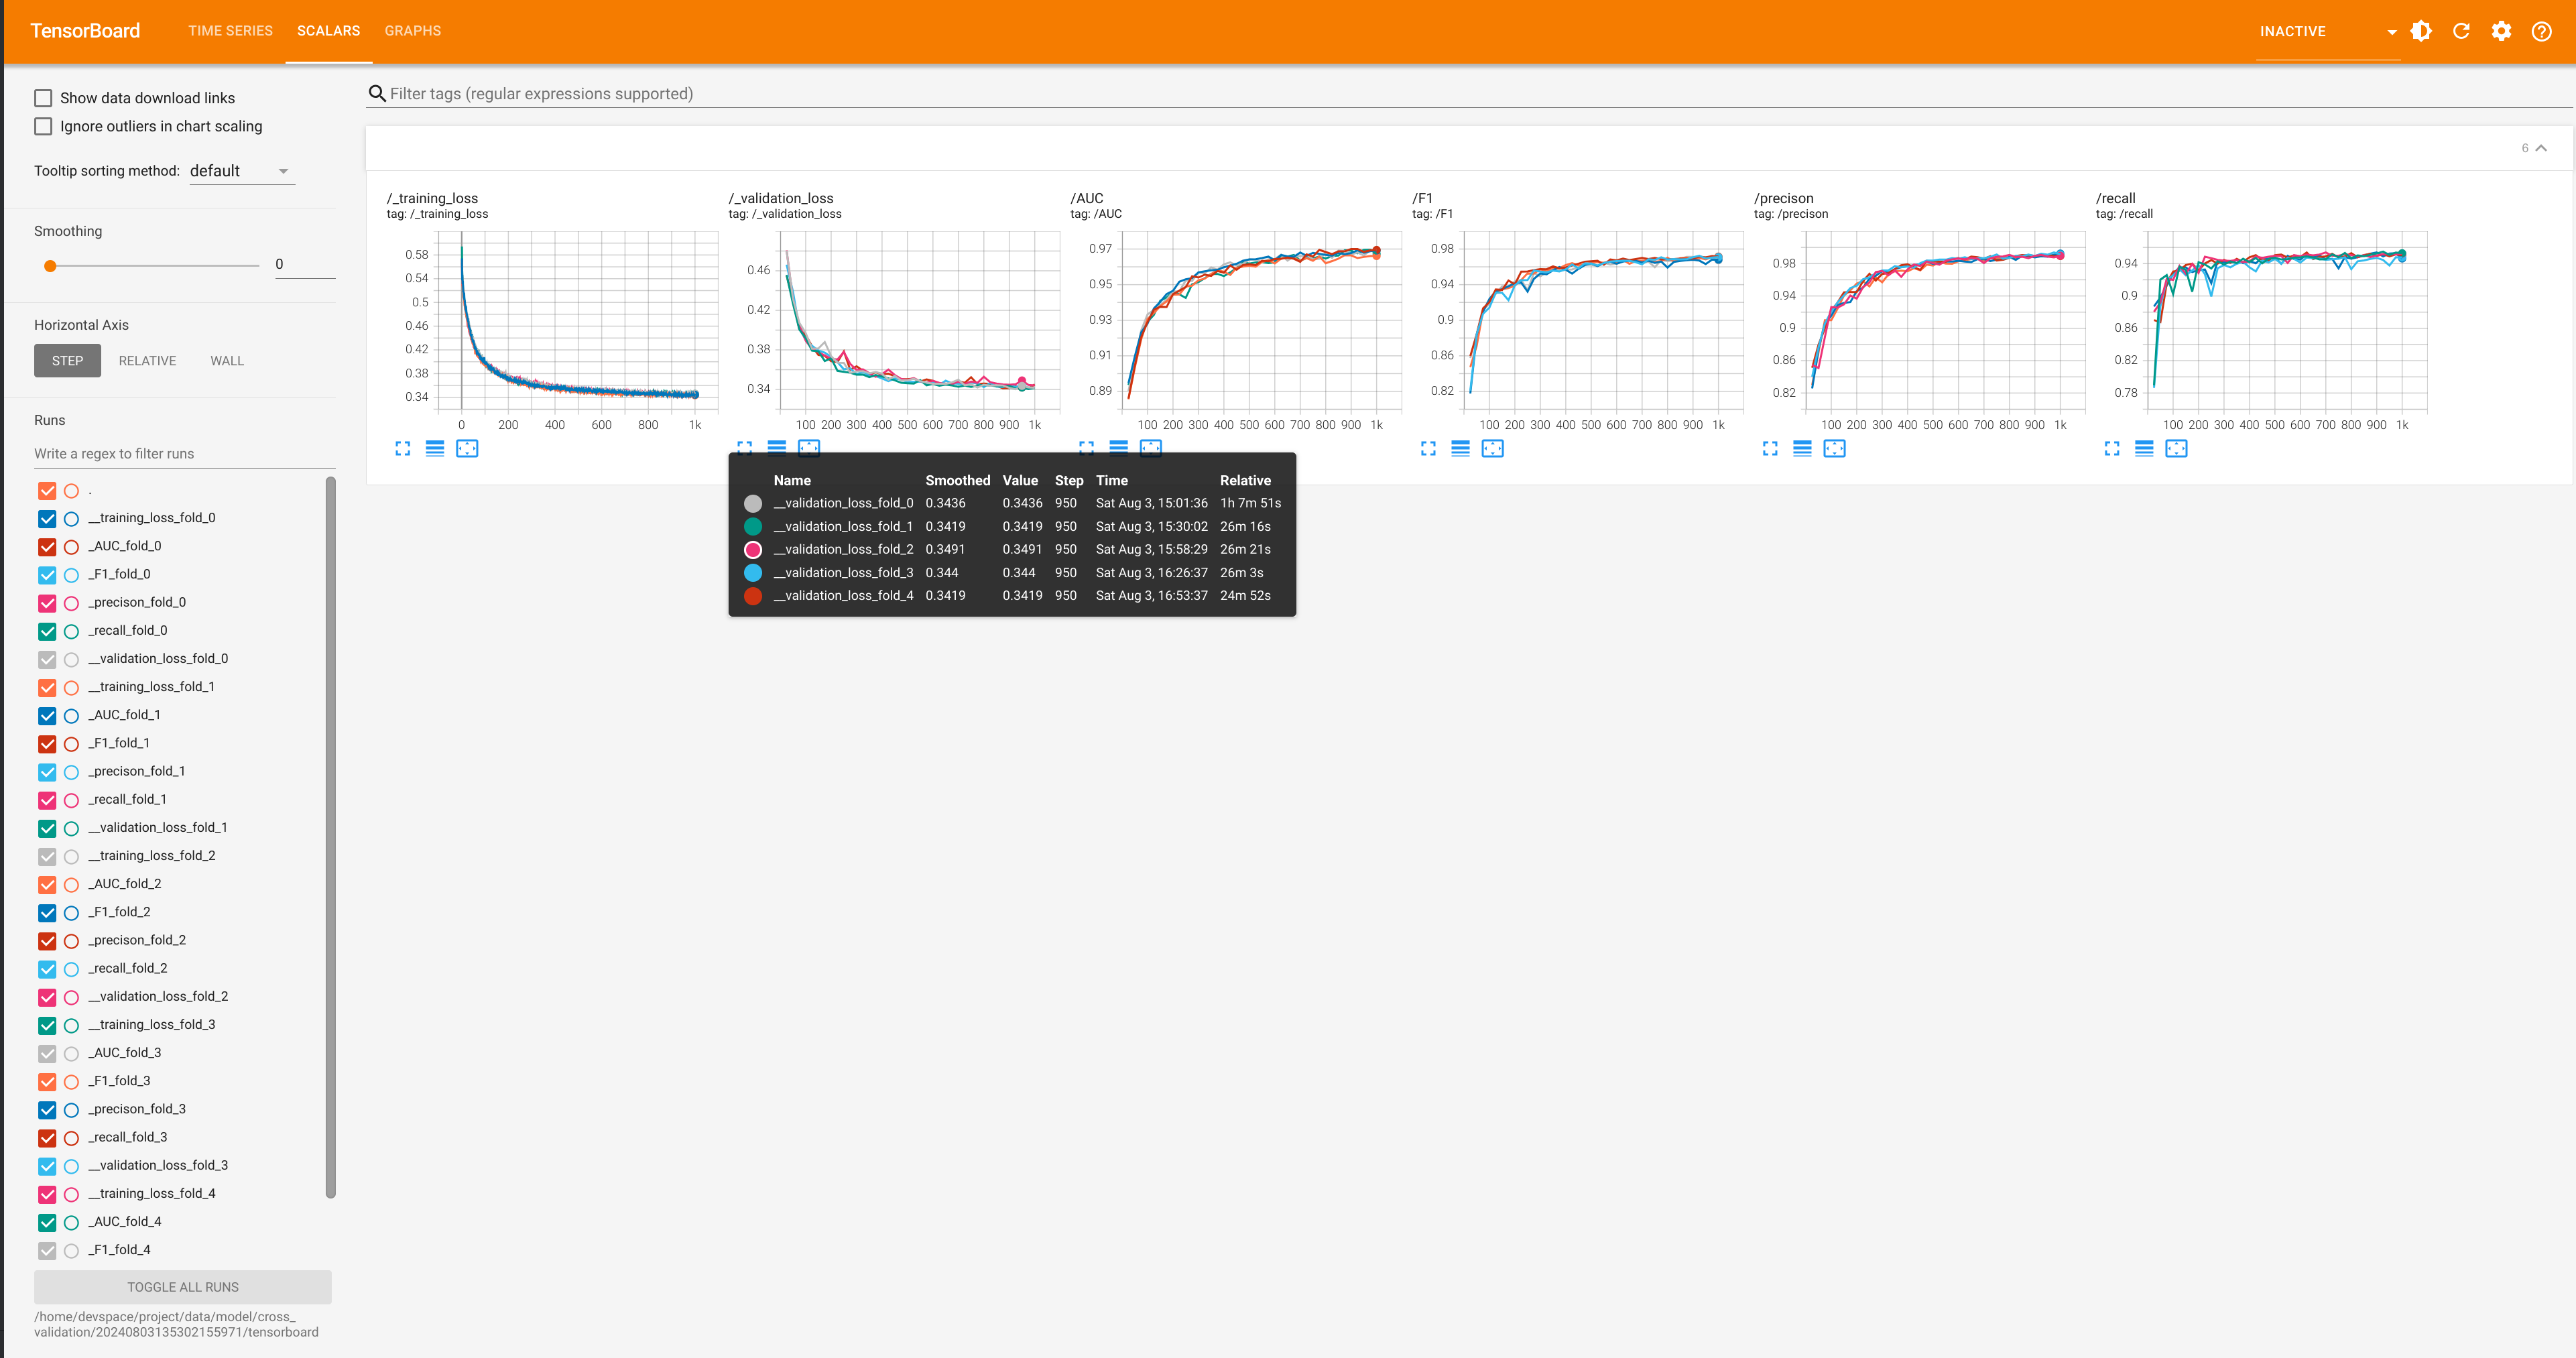 TensorBoard TIME SERIES SCALARS GRAPHS INACTIVE
Show data download links
Ignore outliers in chart scaling
Tooltip sorting method: default
Smoothing
0
Horizontal Axis
STEP RELATIVE WALL
Runs
Write a regex to filter runs
.
__training_loss_fold_0
_AUC_fold_0
_F1_fold_0
_precison_fold_0
_recall_fold_0
__validation_loss_fold_0
__training_loss_fold_1
_AUC_fold_1
_F1_fold_1
_precison_fold_1
_recall_fold_1
__validation_loss_fold_1
__training_loss_fold_2
_AUC_fold_2
_F1_fold_2
_precison_fold_2
_recall_fold_2
__validation_loss_fold_2
__training_loss_fold_3
_AUC_fold_3
_F1_fold_3
_precison_fold_3
_recall_fold_3
__validation_loss_fold_3
__training_loss_fold_4
_AUC_fold_4
_F1_fold_4
TOGGLE ALL RUNS
/home/devspace/project/data/model/cross_
validation/20240803135302155971/tensorboard
Filter tags (regular expressions supported)
6
/_training_loss
tag: /_training_loss
0.58
0.54
0.5
0.46
0.42
0.38
0.34
0 200 400 600 800 1k
/_validation_loss
tag: /_validation_loss
0.46
0.42
0.38
0.34
100 200 300 400 500 600 700 800 900 1k
/AUC
tag: /AUC
0.97
0.95
0.93
0.91
0.89
100 200 300 400 500 600 700 800 900 1k
/F1
tag: /F1
0.98
0.94
0.9
0.86
0.82
100 200 300 400 500 600 700 800 900 1k
/precison
tag: /precison
0.98
0.94
0.9
0.86
0.82
100 200 300 400 500 600 700 800 900 1k
/recall
tag: /recall
0.94
0.9
0.86
0.82
0.78
100 200 300 400 500 600 700 800 900 1k
Name Smoothed Value Step Time Relative
__validation_loss_fold_0 0.3436 0.3436 950 Sat Aug 3, 15:01:36 1h 7m 51s
__validation_loss_fold_1 0.3419 0.3419 950 Sat Aug 3, 15:30:02 26m 16s
__validation_loss_fold_2 0.3491 0.3491 950 Sat Aug 3, 15:58:29 26m 21s
__validation_loss_fold_3 0.344 0.344 950 Sat Aug 3, 16:26:37 26m 3s
__validation_loss_fold_4 0.3419 0.3419 950 Sat Aug 3, 16:53:37 24m 52s